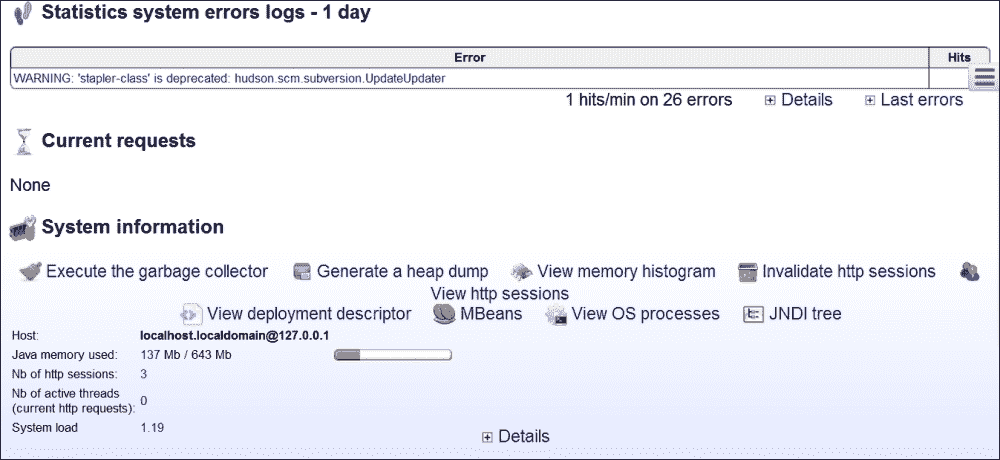 Statistics system errors logs - 1 day
Error Hits
WARNING: 'stapler-class' is deprecated: hudson.scm.subversion.UpdateUpdater
1 hits/min on 26 errors Details Last errors
Current requests
None
System information
Execute the garbage collector Generate a heap dump View memory histogram Invalidate http sessions
View http sessions
View deployment descriptor MBeans View OS processes JNDI tree
Host: localhost.localdomain@127.0.0.1
Java memory used: 137 Mb / 643 Mb
Nb of http sessions: 3
Nb of active threads
(current http requests): 0
System load 1.19
Details